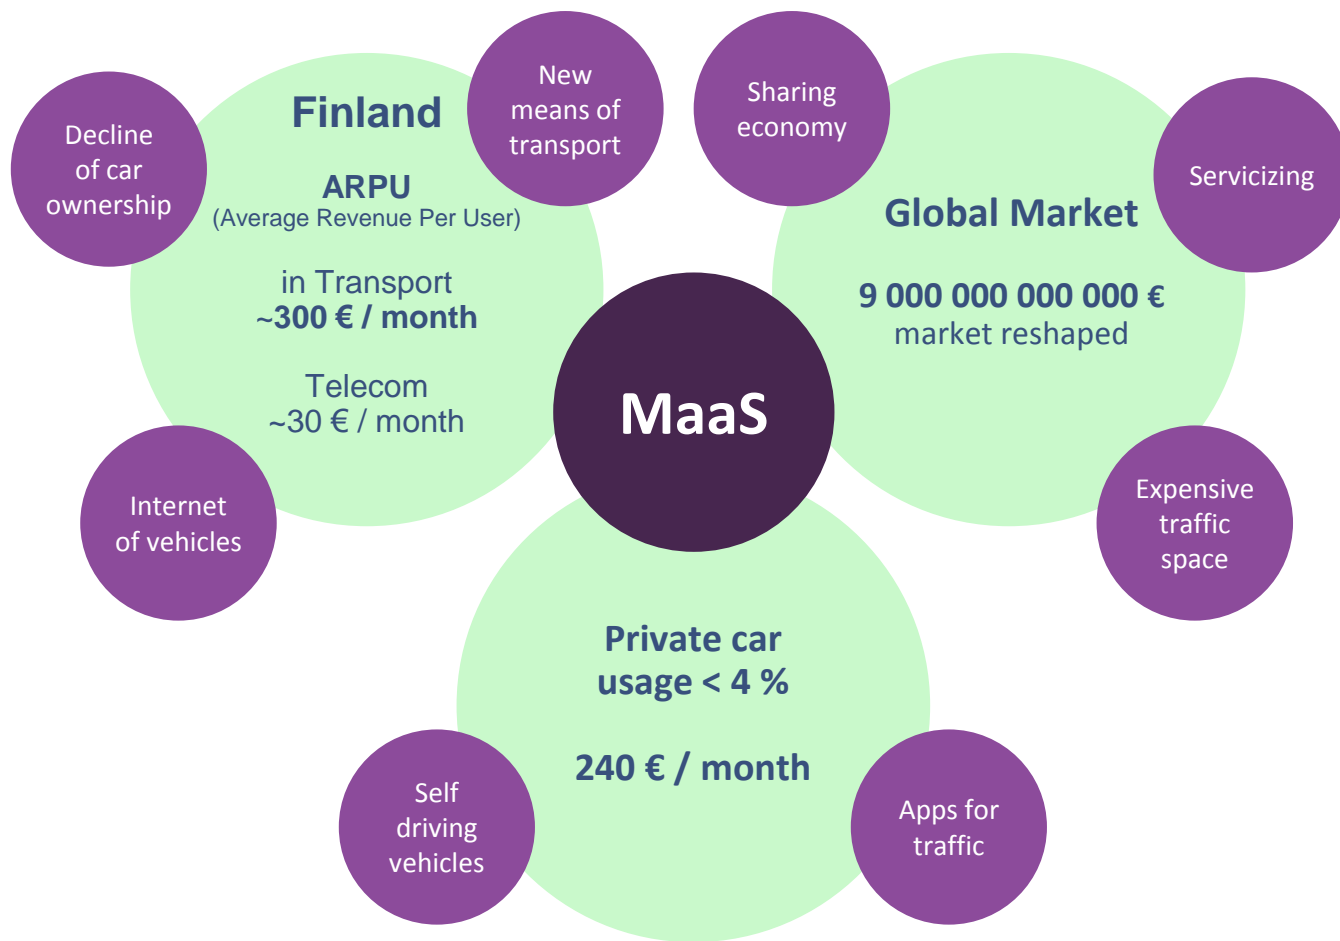 New
means of
transport
Sharing
economy
Decline
of car
ownership
Finland
ARPU
(Average Revenue Per User)
in Transport
~300 € / month
Telecom
~30 € / month
Servicizing
Global Market
9 000 000 000 000 €
market reshaped
MaaS
Internet
of vehicles
Expensive
traffic
space
Private car
usage < 4 %
240 € / month
Self
driving
vehicles
Apps for
traffic